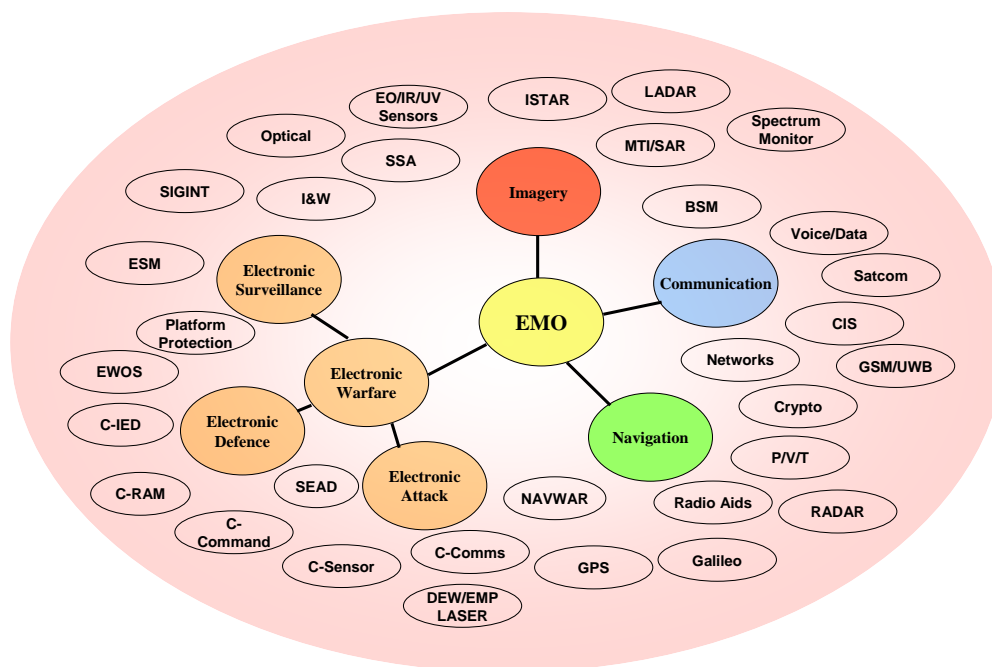 EO/IR/UV
Sensors
ISTAR
LADAR
Spectrum
Monitor
Optical
SSA
MTI/SAR
SIGINT
I&W
Imagery
BSM
Voice/Data
ESM
Electronic
Surveillance
Communication
Satcom
Platform
Protection
EMO
CIS
EWOS
Electronic
Warfare
Networks
GSM/UWB
C-IED
Electronic
Defence
Navigation
Crypto
P/V/T
C-RAM
SEAD
Electronic
Attack
NAVWAR
Radio Aids
RADAR
C-
Command
C-Sensor
C-Comms
GPS
Galileo
DEW/EMP
LASER